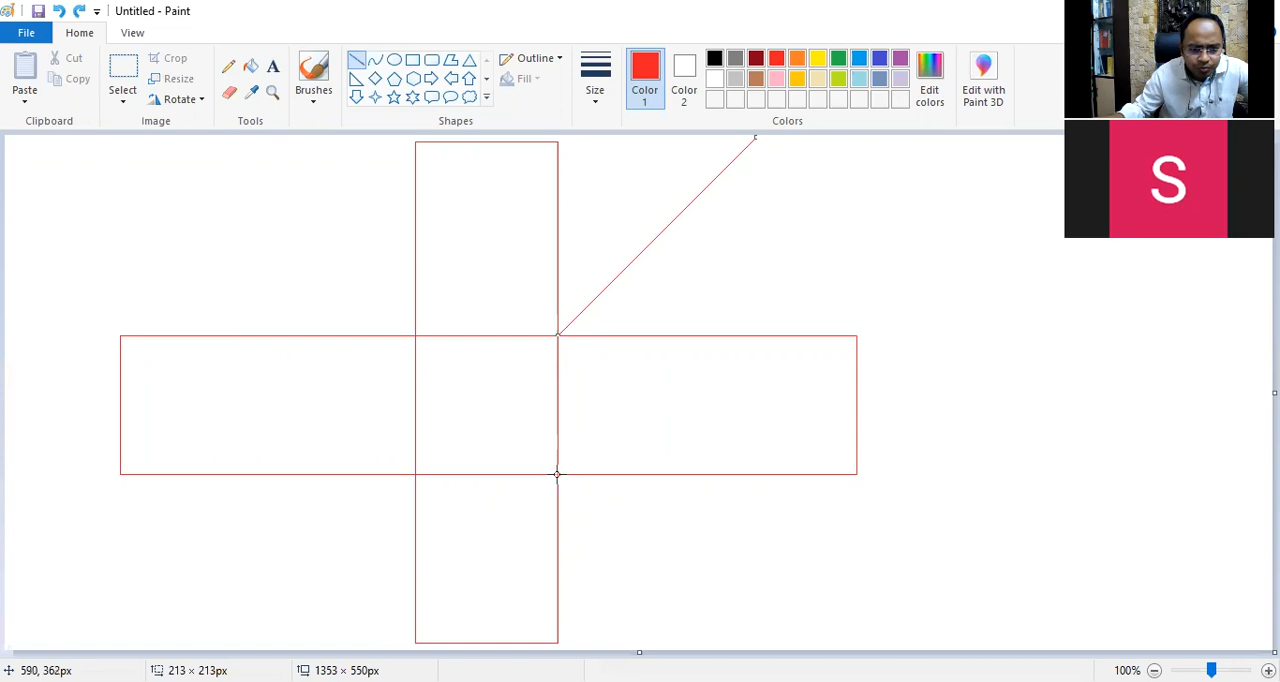 Untitled - Paint
File Home View
Paste
Cut
Copy
Clipboard
Select
Crop
Resize
Rotate
Image
A
Tools
Brushes
Shapes
Outline
Fill
Size
Color 1
Color 2
Edit colors
Colors
Edit with Paint 3D
S
590, 362px
213 × 213px
1353 × 550px
100%